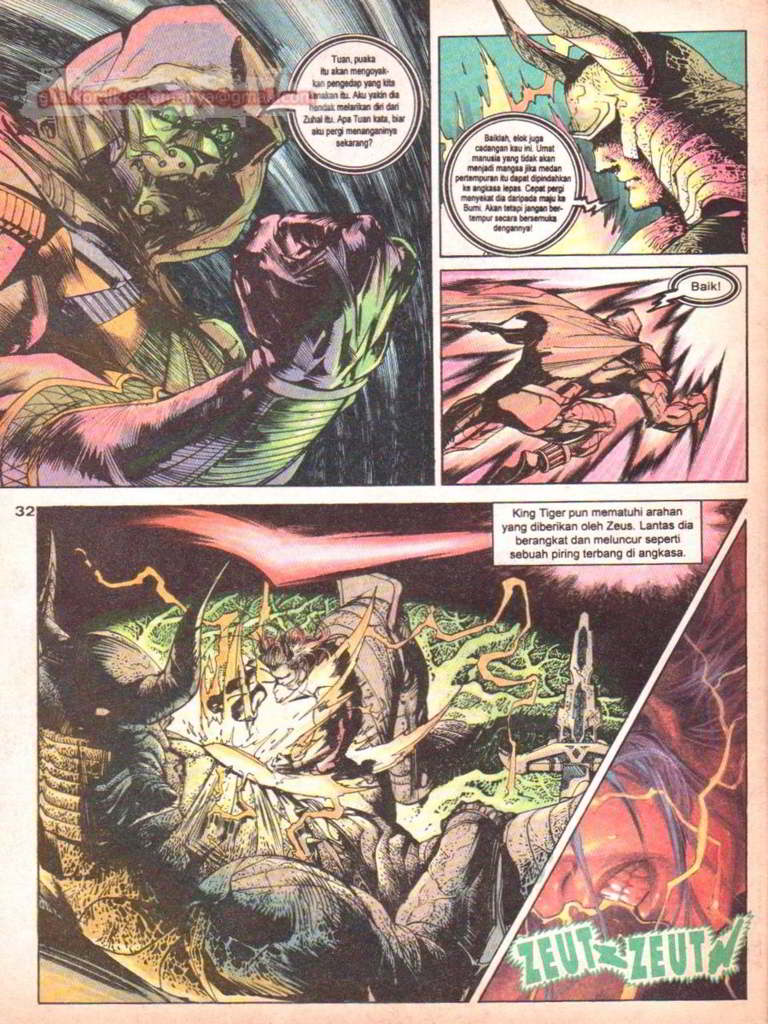 Tuan, puaka
itu akan mengoyak-
kan pengedap yang kita
kenakan itu. Aku yakin dia
hendak melarikan diri dari
Zuhal itu. Apa Tuan kata, biar
aku pergi menanganinya
sekarang?
Baiklah, elok juga
cadangan kau ini. Umat
manusia yang tidak akan
menjadi mangsa jika medan
pertempuran itu dapat dipindahkan
ke angkasa lepas. Cepat pergi
menyekat dia daripada maju ke
Bumi. Akan tetapi jangan ber-
tempur secara bersemuka
dengannya!
Baik!
32
King Tiger pun mematuhi arahan
yang diberikan oleh Zeus. Lantas dia
berangkat dan meluncur seperti
sebuah piring terbang di angkasa.
ZEUTZ ZEUT